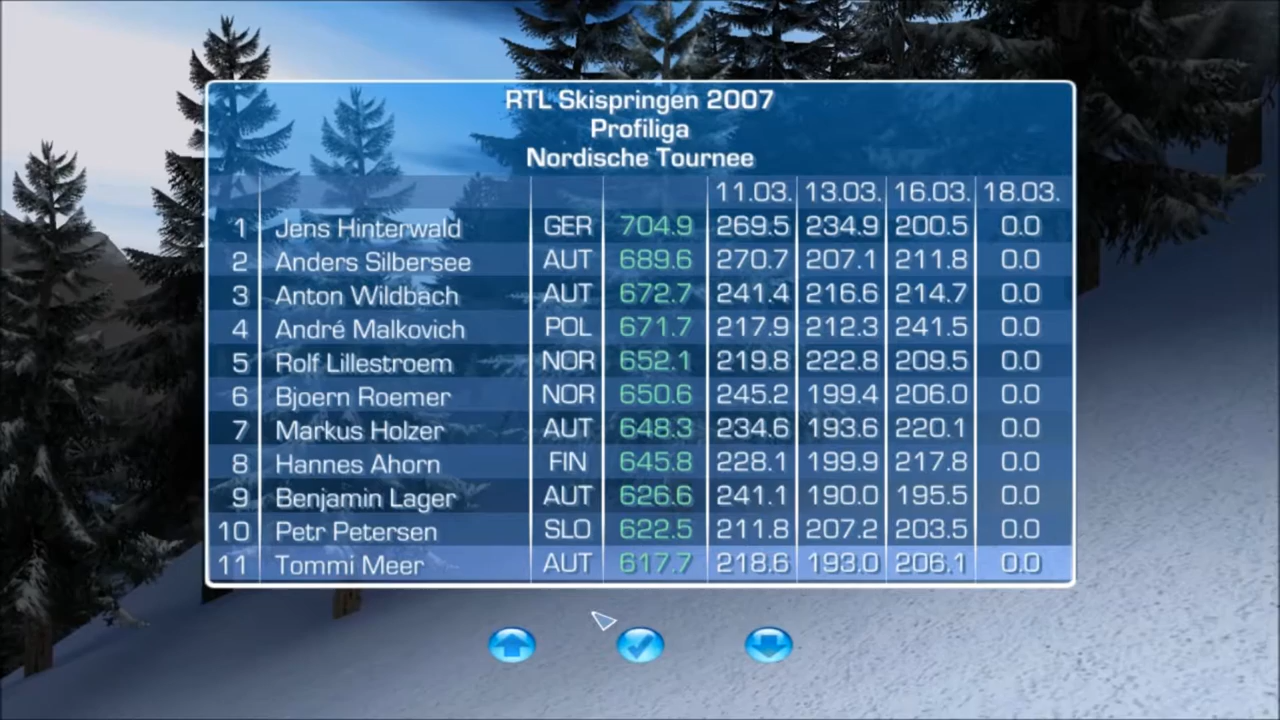 RTL Skispringen 2007
Profiliga
Nordische Tournee
11.03. 13.03. 16.03. 18.03.
1 Jens Hinterwald GER 704.9 269.5 234.9 200.5 0.0
2 Anders Silbersee AUT 689.6 270.7 207.1 211.8 0.0
3 Anton Wildbach AUT 672.7 241.4 216.6 214.7 0.0
4 André Malkovich POL 671.7 217.9 212.3 241.5 0.0
5 Rolf Lillestroem NOR 652.1 219.8 222.8 209.5 0.0
6 Bjoern Roemer NOR 650.6 245.2 199.4 206.0 0.0
7 Markus Holzer AUT 648.3 234.6 193.6 220.1 0.0
8 Hannes Ahorn FIN 645.8 228.1 199.9 217.8 0.0
9 Benjamin Lager AUT 626.6 241.1 190.0 195.5 0.0
10 Petr Petersen SLO 622.5 211.8 207.2 203.5 0.0
11 Tommi Meer AUT 617.7 218.6 193.0 206.1 0.0